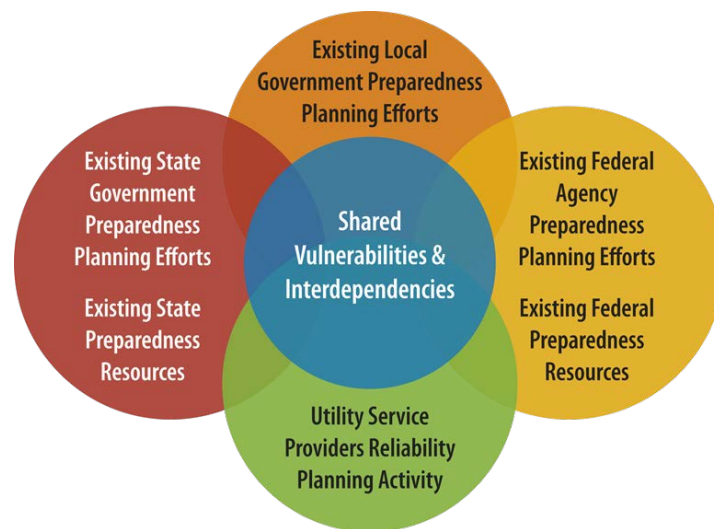 Existing Local
Government Preparedness
Planning Efforts
Existing State
Government
Preparedness
Planning Efforts
Existing State
Preparedness
Resources
Shared
Vulnerabilities &
Interdependencies
Existing Federal
Agency
Preparedness
Planning Efforts
Existing Federal
Preparedness
Resources
Utility Service
Providers Reliability
Planning Activity